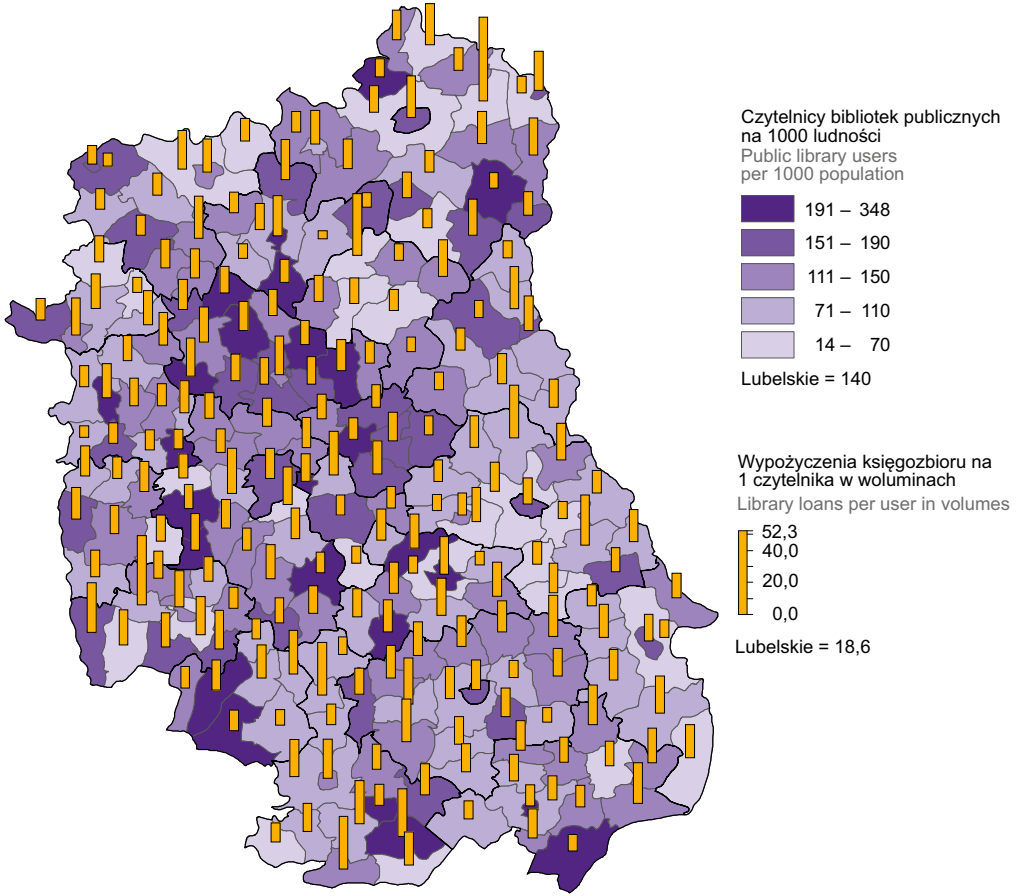 Czytelnicy bibliotek publicznych
na 1000 ludności
Public library users
per 1000 population
191 – 348
151 – 190
111 – 150
71 – 110
14 – 70
Lubelskie = 140
Wypożyczenia księgozbioru na
1 czytelnika w woluminach
Library loans per user in volumes
52,3
40,0
20,0
0,0
Lubelskie = 18,6